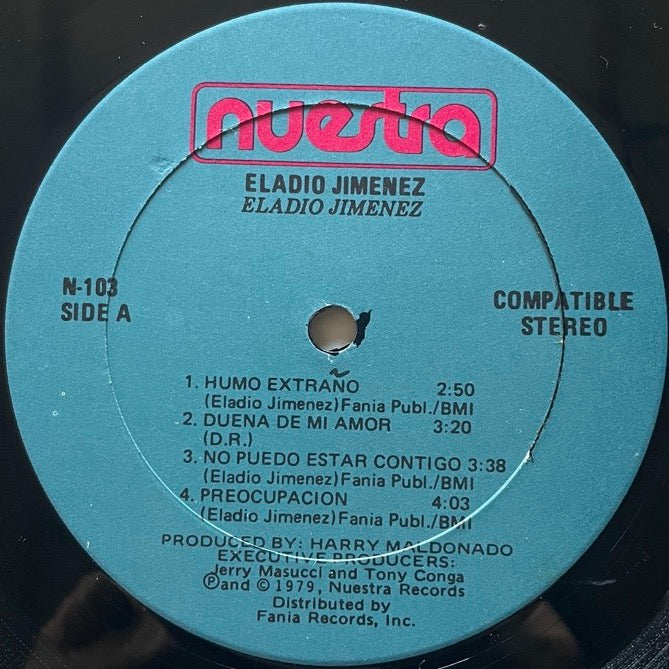 nuestra
ELADIO JIMENEZ
ELADIO JIMENEZ
N-103
SIDE A
COMPATIBLE
STEREO
1. HUMO EXTRAÑO 2:50
(Eladio Jimenez) Fania Publ./BMI
2. DUENA DE MI AMOR 3:20
(D.R.)
3. NO PUEDO ESTAR CONTIGO 3:38
(Eladio Jimenez) Fania Publ./BMI
4. PREOCUPACION 4:03
(Eladio Jimenez) Fania Publ./BMI
PRODUCED BY: HARRY MALDONADO
EXECUTIVE PRODUCERS:
Jerry Masucci and Tony Conga
Ⓟand © 1979, Nuestra Records
Distributed by
Fania Records, Inc.